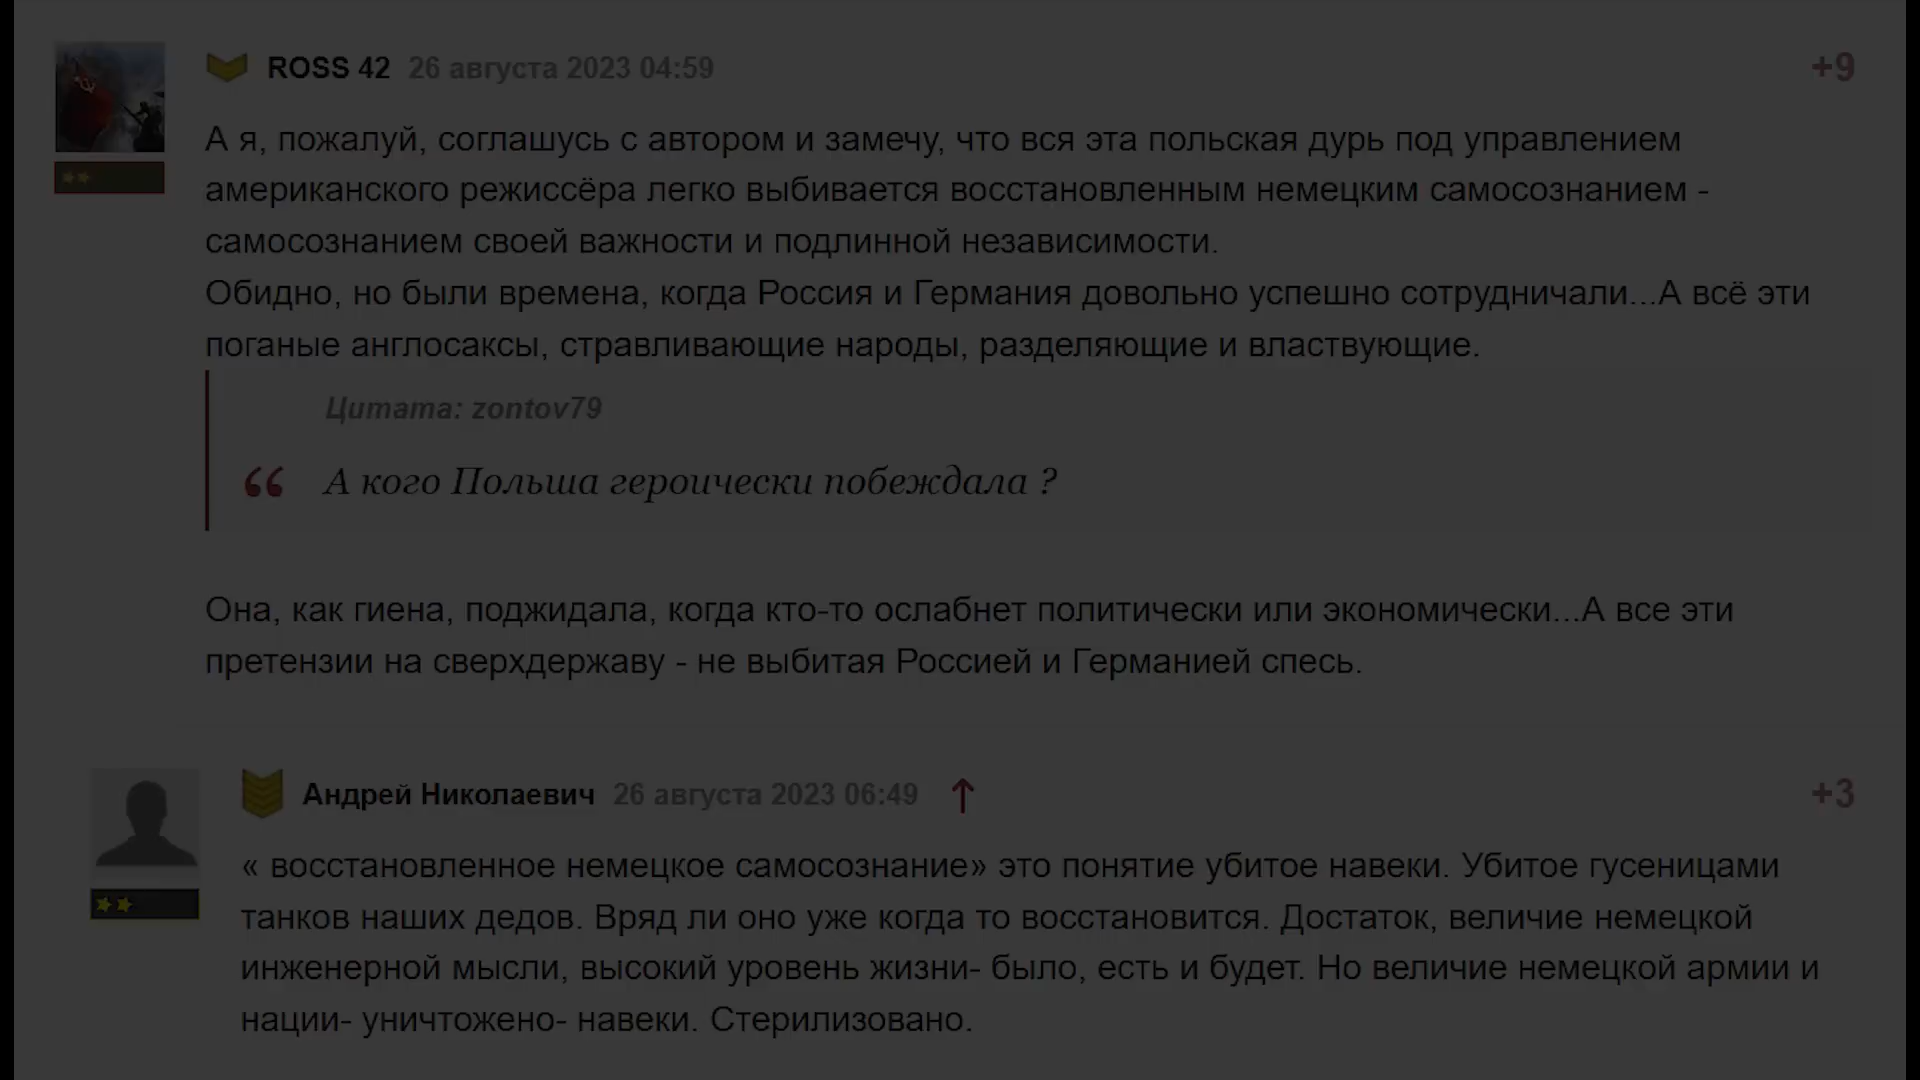 ROSS 42 26 августа 2023 04:59 +9
А я, пожалуй, соглашусь с автором и замечу, что вся эта польская дурь под управлением
американского режиссёра легко выбивается восстановленным немецким самосознанием -
самосознанием своей важности и подлинной независимости.
Обидно, но были времена, когда Россия и Германия довольно успешно сотрудничали...А всё эти
поганые англосаксы, стравливающие народы, разделяющие и властвующие.
Цитата: zontov79
“ А кого Польша героически побеждала ?
Она, как гиена, поджидала, когда кто-то ослабнет политически или экономически...А все эти
претензии на сверхдержаву - не выбитая Россией и Германией спесь.
Андрей Николаевич 26 августа 2023 06:49 ↑ +3
« восстановленное немецкое самосознание» это понятие убитое навеки. Убитое гусеницами
танков наших дедов. Вряд ли оно уже когда то восстановится. Достаток, величие немецкой
инженерной мысли, высокий уровень жизни- было, есть и будет. Но величие немецкой армии и
нации- уничтожено- навеки. Стерилизовано.